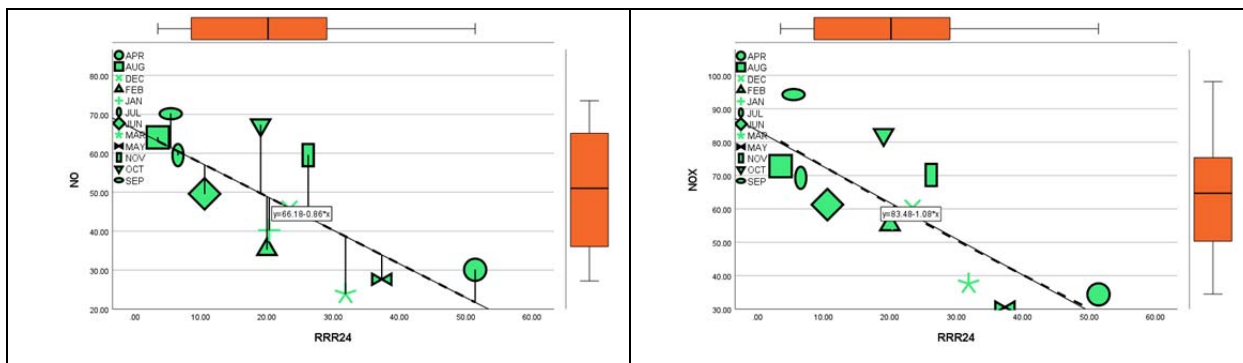 APR
AUG
DEC
FEB
JAN
JUL
JUN
MAR
MAY
NOV
OCT
SEP
80.00
70.00
60.00
50.00
40.00
30.00
20.00
NO
y=66.18-0.86*x
.00 10.00 20.00 30.00 40.00 50.00 60.00
RRR24
APR
AUG
DEC
FEB
JAN
JUL
JUN
MAR
MAY
NOV
OCT
SEP
100.00
90.00
80.00
70.00
60.00
50.00
40.00
30.00
NOX
y=83.48-1.08*x
.00 10.00 20.00 30.00 40.00 50.00 60.00
RRR24